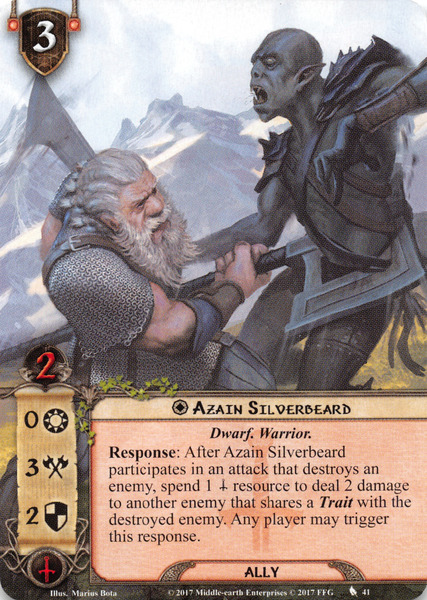 3
2
0
3
2
Azain Silverbeard
Dwarf. Warrior.
Response: After Azain Silverbeard
participates in an attack that destroys an
enemy, spend 1 resource to deal 2 damage
to another enemy that shares a Trait with the
destroyed enemy. Any player may trigger
this response.
Ally
Illus. Marius Bota © 2017 Middle-earth Enterprises © 2017 FFG 41